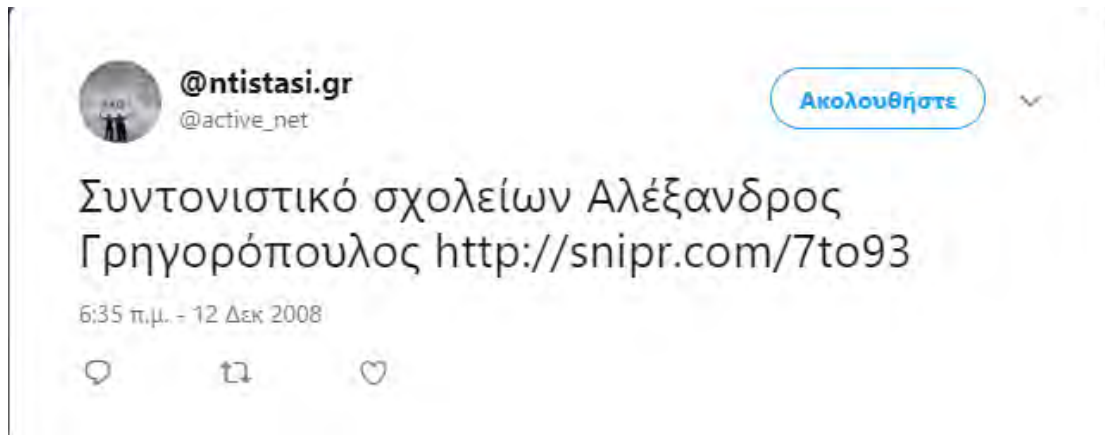 @ntistasi.gr
@active_net
Ακολουθήστε
Συντονιστικό σχολείων Αλέξανδρος
Γρηγορόπουλος http://snipr.com/7to93
6:35 π.μ. - 12 Δεκ 2008